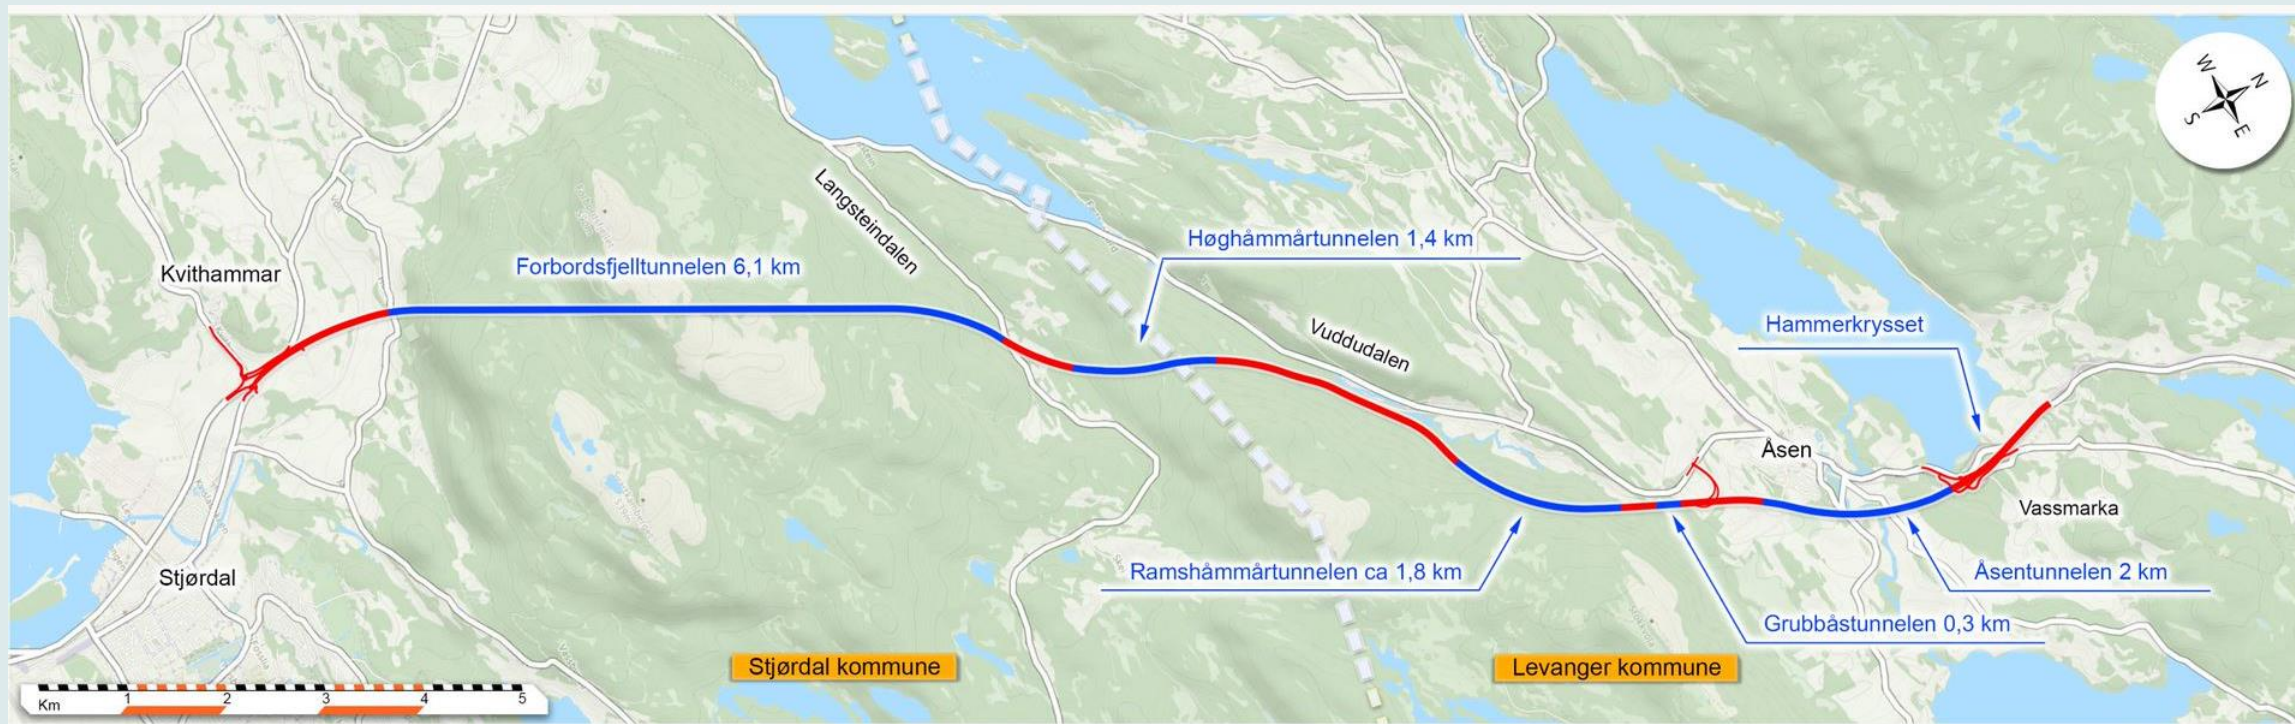 W
N
S
E
Langsteindalen
Høghåmmårtunnelen 1,4 km
Forbordsfjelltunnelen 6,1 km
Kvithammar
Vuddudalen
Hammerkrysset
Åsen
Vassmarka
Stjørdal
Ramshåmmårtunnelen ca 1,8 km
Åsentunnelen 2 km
Grubbåstunnelen 0,3 km
Stjørdal kommune
Levanger kommune
Km 1 2 3 4 5